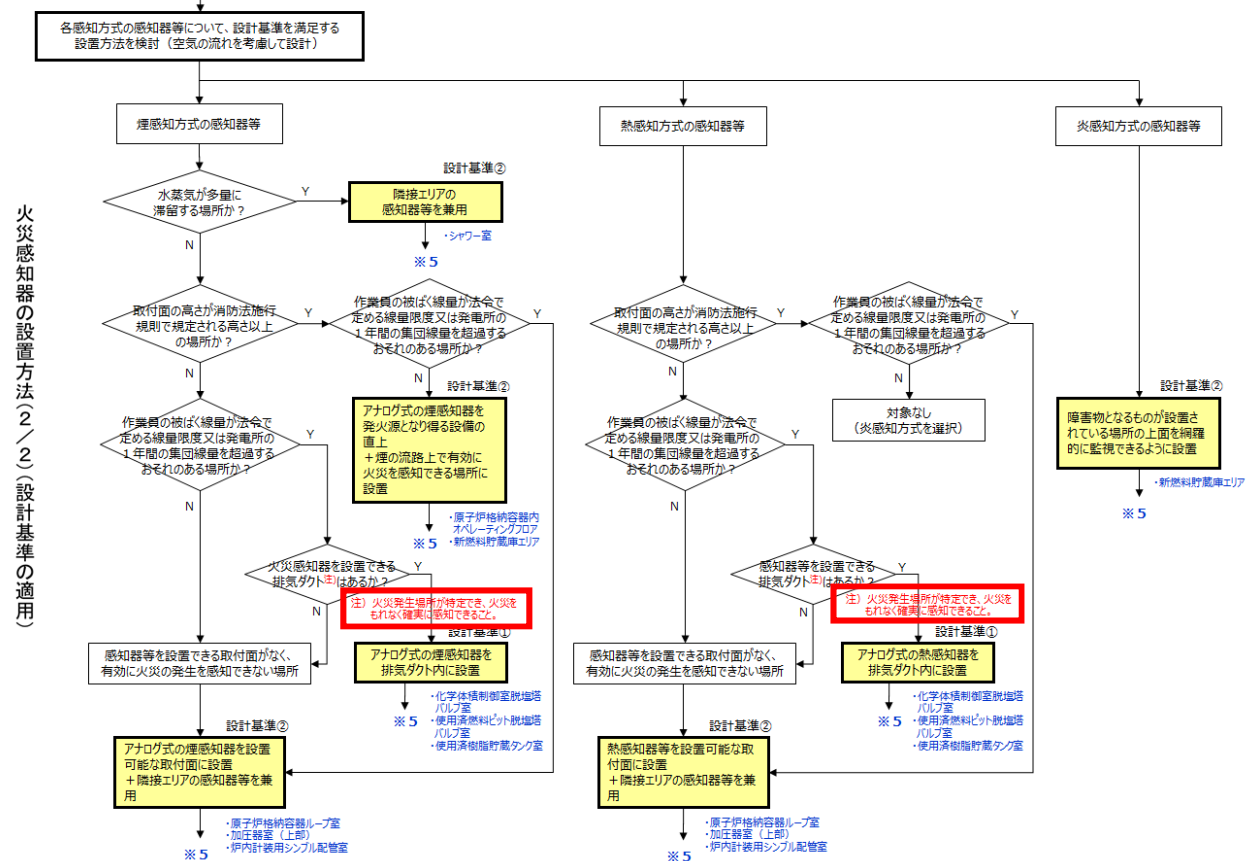 火災感知器の設置方法（２／２）（設計基準の適用）
各感知方式の感知器等について、設計基準を満足する
設置方法を検討（空気の流れを考慮して設計）
煙感知方式の感知器等
水蒸気が多量に
滞留する場所か？
Y
N
設計基準②
隣接エリアの
感知器等を兼用
・シャワー室
※５
取付面の高さが消防法施行
規則で規定される高さ以上
の場所か？
Y
N
作業員の被ばく線量が法令で
定める線量限度又は発電所の
１年間の集団線量を超過する
おそれのある場所か？
Y
N
設計基準②
アナログ式の煙感知器を
発火源となり得る設備の
直上
＋煙の流路上で有効に
火災を感知できる場所に
設置
・原子炉格納容器内
オペレーティングフロア
・新燃料貯蔵庫エリア
※５
作業員の被ばく線量が法令で
定める線量限度又は発電所の
１年間の集団線量を超過する
おそれのある場所か？
Y
N
火災感知器を設置できる
排気ダクト注)はあるか？
Y
N
注）火災発生場所が特定でき、火災を
もれなく確実に感知できること。
設計基準①
アナログ式の煙感知器を
排気ダクト内に設置
・化学体積制御室脱塩塔
バルブ室
・使用済燃料ピット脱塩塔
バルブ室
・使用済樹脂貯蔵タンク室
※５
感知器等を設置できる取付面がなく、
有効に火災の発生を感知できない場所
設計基準②
アナログ式の煙感知器を設置
可能な取付面に設置
＋隣接エリアの感知器等を兼
用
・原子炉格納容器ループ室
・加圧器室（上部）
・炉内計装用シンブル配管室
※５
熱感知方式の感知器等
取付面の高さが消防法施行
規則で規定される高さ以上
の場所か？
Y
N
作業員の被ばく線量が法令で
定める線量限度又は発電所の
１年間の集団線量を超過する
おそれのある場所か？
Y
N
対象なし
（炎感知方式を選択）
作業員の被ばく線量が法令で
定める線量限度又は発電所の
１年間の集団線量を超過する
おそれのある場所か？
Y
N
感知器等を設置できる
排気ダクト注)はあるか？
Y
N
注）火災発生場所が特定でき、火災を
もれなく確実に感知できること。
設計基準①
アナログ式の熱感知器を
排気ダクト内に設置
・化学体積制御室脱塩塔
バルブ室
・使用済燃料ピット脱塩塔
バルブ室
・使用済樹脂貯蔵タンク室
※５
感知器等を設置できる取付面がなく、
有効に火災の発生を感知できない場所
設計基準②
熱感知器等を設置可能な取
付面に設置
＋隣接エリアの感知器等を兼
用
・原子炉格納容器ループ室
・加圧器室（上部）
・炉内計装用シンブル配管室
※５
炎感知方式の感知器等
設計基準②
障害物となるものが設置さ
れている場所の上面を網羅
的に監視できるように設置
・新燃料貯蔵庫エリア
※５